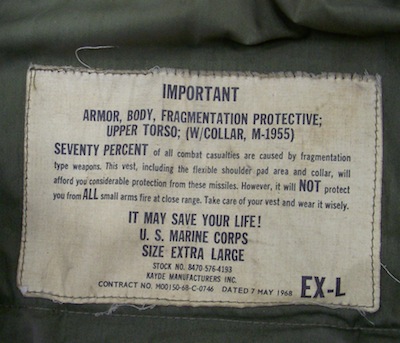 IMPORTANT
ARMOR, BODY, FRAGMENTATION PROTECTIVE;
UPPER TORSO; (W/COLLAR, M-1955)
SEVENTY PERCENT of all combat casualties are caused by fragmentation
type weapons. This vest, including the flexible shoulder pad area and collar, will
afford you considerable protection from these missiles. However, it will NOT protect
you from ALL small arms fire at close range. Take care of your vest and wear it wisely.
IT MAY SAVE YOUR LIFE!
U. S. MARINE CORPS
SIZE EXTRA LARGE
STOCK NO. 8470-576-4193
KAYDE MANUFACTURERS INC.
CONTRACT NO. M00150-68-C-0746 DATED 7 MAY 1968 EX-L